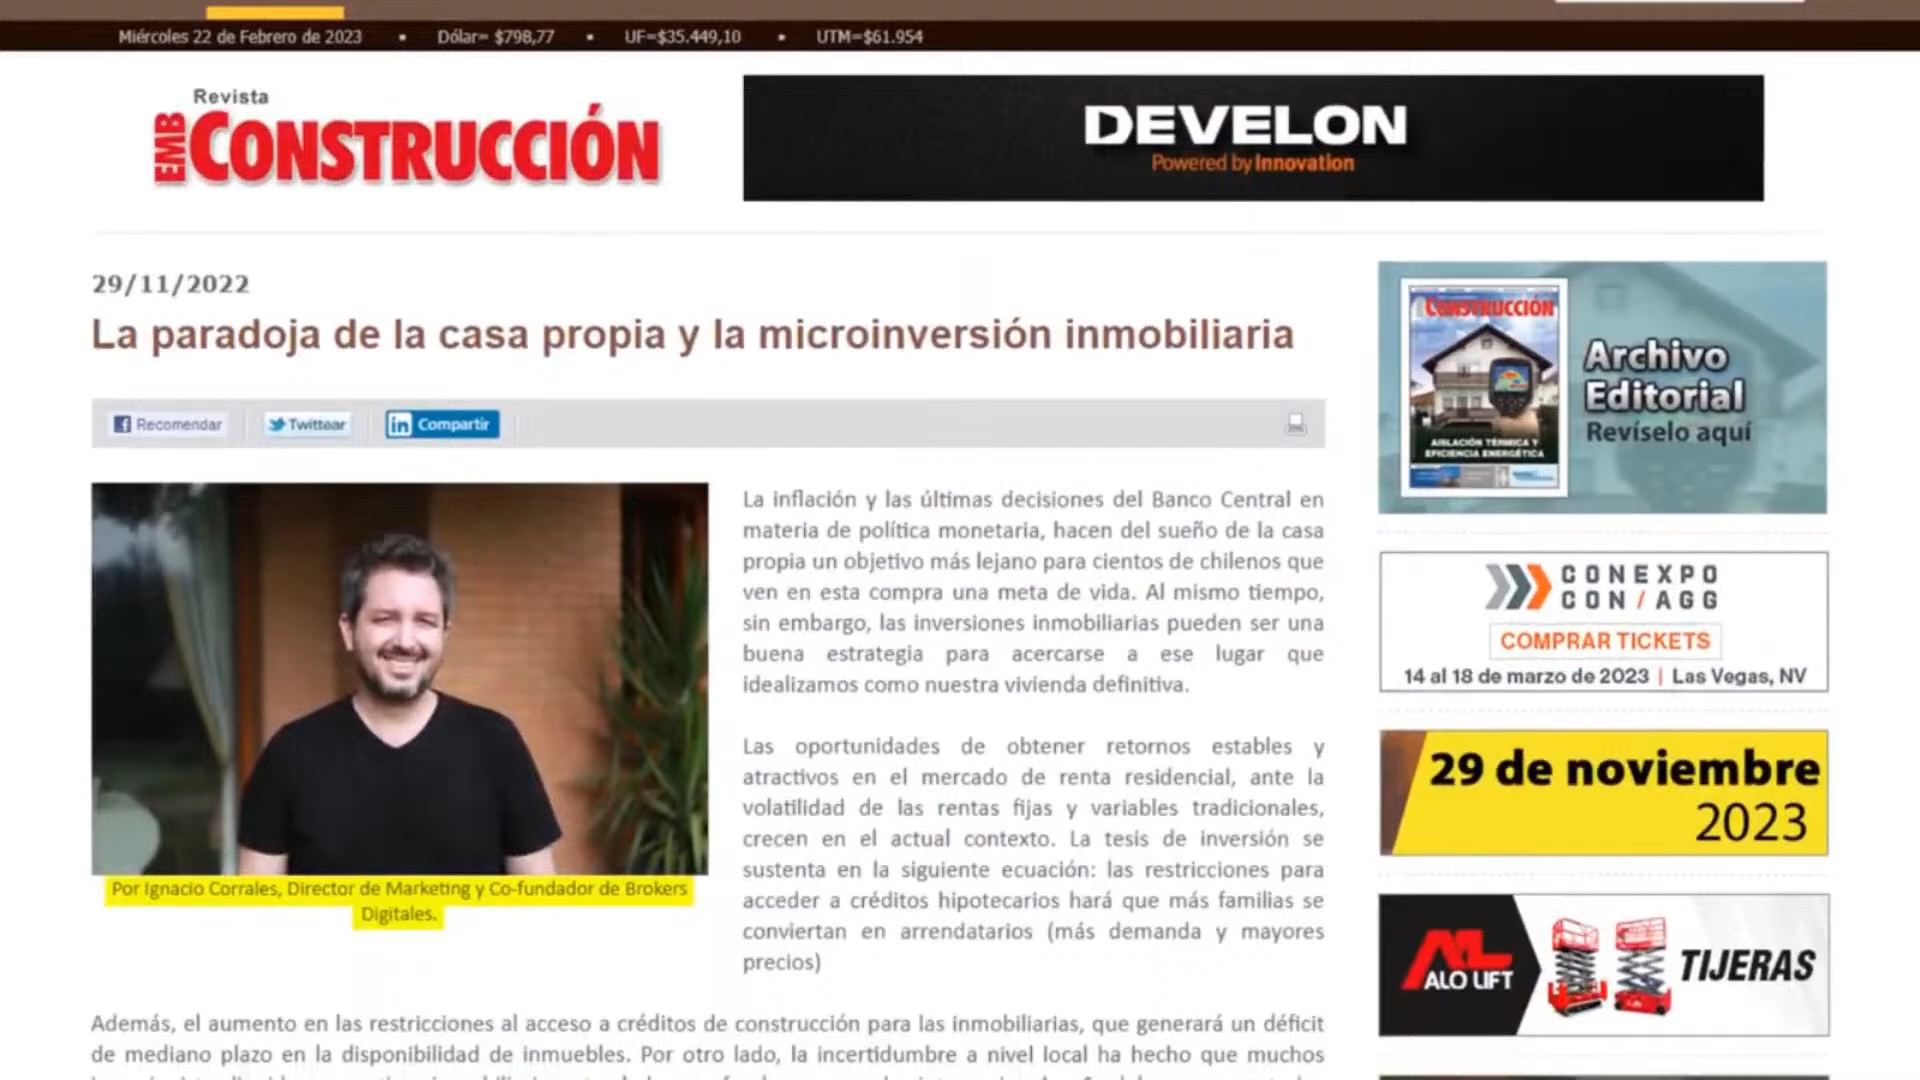 Miércoles 22 de Febrero de 2023 • Dólar= $798,77 • UF=$35.449,10 • UTM=$61.954
Revista
EMB CONSTRUCCIÓN
DEVELON
Powered by Innovation
29/11/2022
La paradoja de la casa propia y la microinversión inmobiliaria
Recomendar
Twittear
Compartir
La inflación y las últimas decisiones del Banco Central en
materia de política monetaria, hacen del sueño de la casa
propia un objetivo más lejano para cientos de chilenos que
ven en esta compra una meta de vida. Al mismo tiempo,
sin embargo, las inversiones inmobiliarias pueden ser una
buena estrategia para acercarse a ese lugar que
idealizamos como nuestra vivienda definitiva.
Las oportunidades de obtener retornos estables y
atractivos en el mercado de renta residencial, ante la
volatilidad de las rentas fijas y variables tradicionales,
crecen en el actual contexto. La tesis de inversión se
sustenta en la siguiente ecuación: las restricciones para
acceder a créditos hipotecarios hará que más familias se
conviertan en arrendatarios (más demanda y mayores
precios)
Por Ignacio Corrales, Director de Marketing y Co-fundador de Brokers
Digitales.
Además, el aumento en las restricciones al acceso a créditos de construcción para las inmobiliarias, que generará un déficit
de mediano plazo en la disponibilidad de inmuebles. Por otro lado, la incertidumbre a nivel local ha hecho que muchos
CONSTRUCCIÓN
AISLACIÓN TÉRMICA Y
EFICIENCIA ENERGÉTICA
Archivo
Editorial
Revíselo aquí
CONEXPO
CON/AGG
COMPRAR TICKETS
14 al 18 de marzo de 2023 | Las Vegas, NV
29 de noviembre
2023
AL
ALO LIFT
TIJERAS